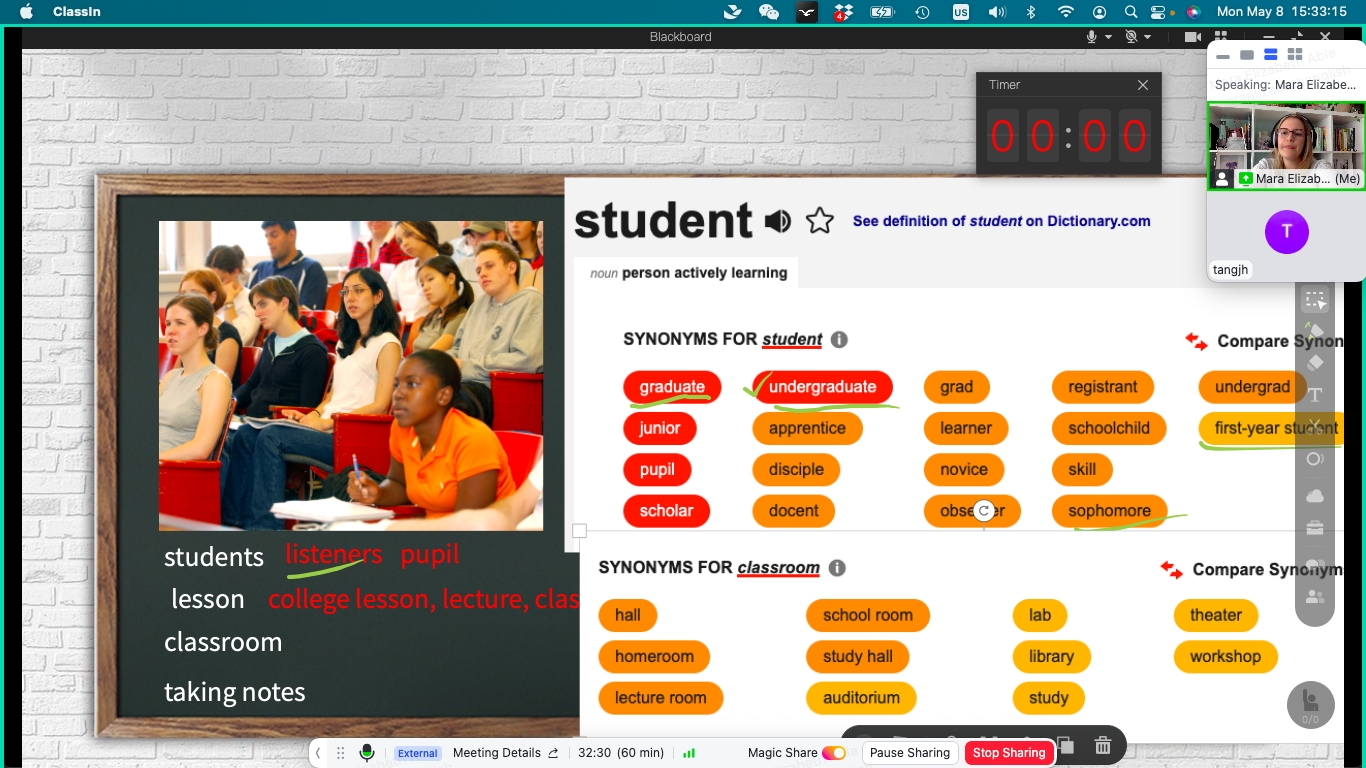 ClassIn
US
Mon May 8 15:33:15
4
Blackboard
Timer
00:00
Speaking: Mara Elizabe...
Mara Elizab... (Me)
T
tangjh
student
See definition of student on Dictionary.com
noun person actively learning
SYNONYMS FOR student
Compare Synon
graduate undergraduate grad registrant undergrad
junior apprentice learner schoolchild first-year student
pupil disciple novice skill
scholar docent observer sophomore
students listeners pupil
lesson college lesson, lecture, clas
classroom
taking notes
SYNONYMS FOR classroom
Compare Synonym
hall school room lab theater
homeroom study hall library workshop
lecture room auditorium study
0/0
External Meeting Details 32:30 (60 min) Magic Share Pause Sharing Stop Sharing